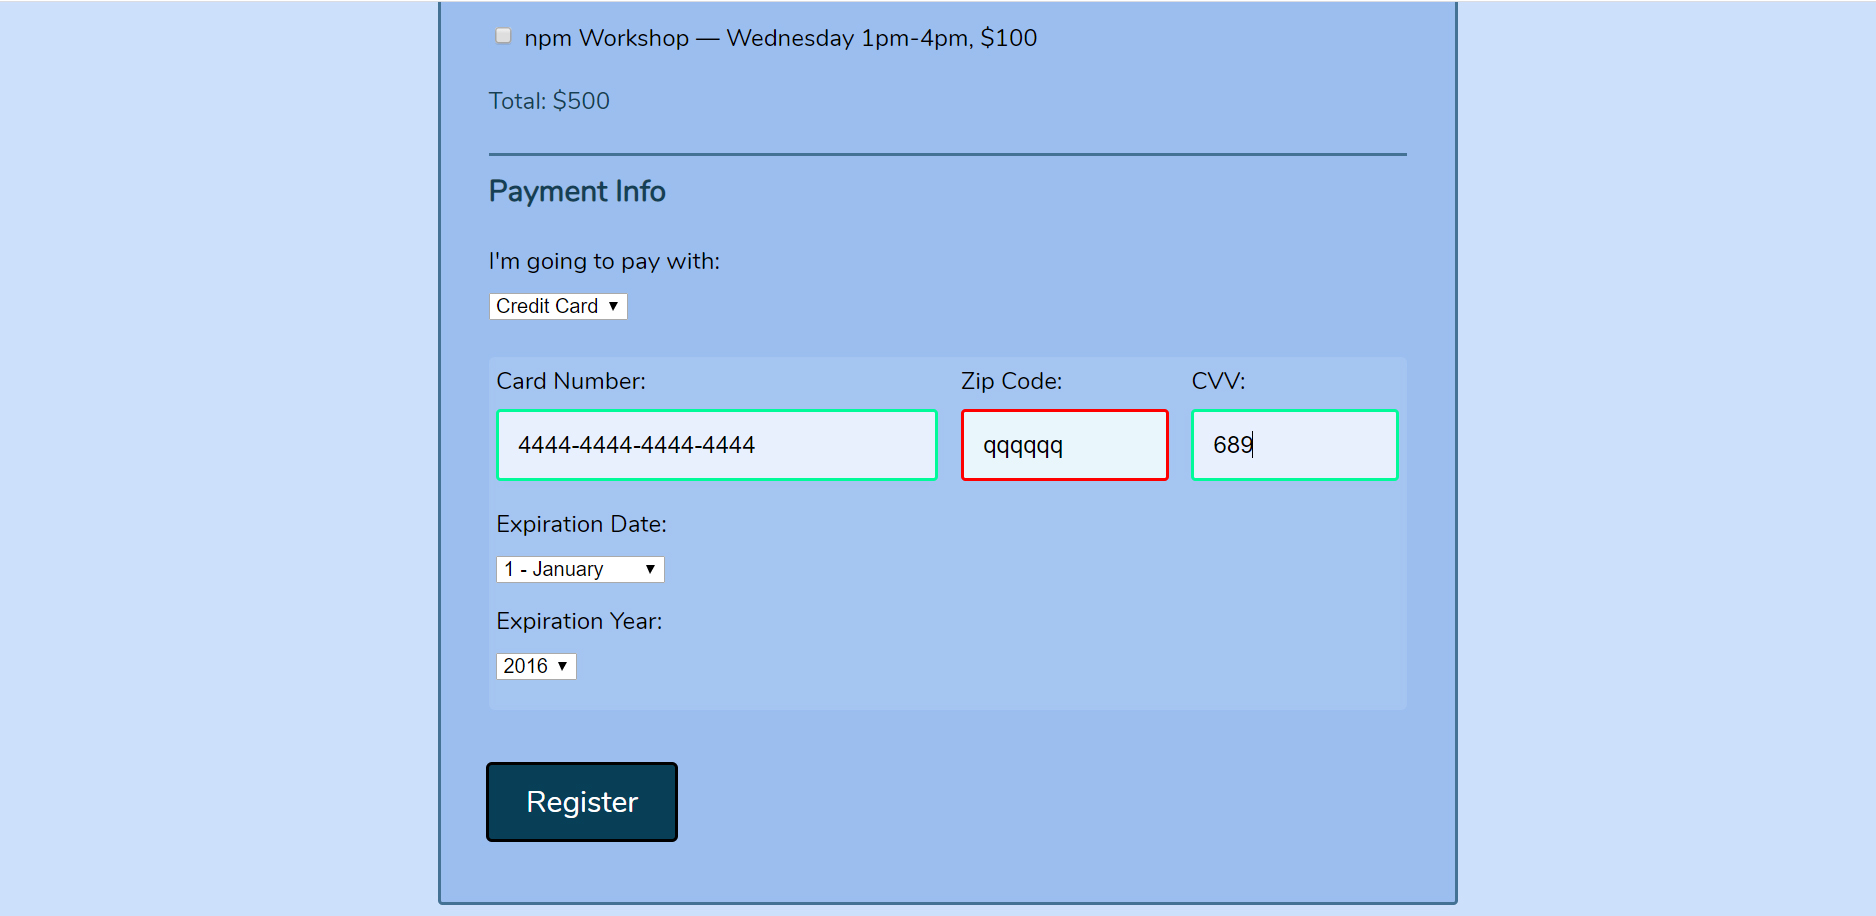 npm Workshop — Wednesday 1pm-4pm, $100
Total: $500
Payment Info
I'm going to pay with:
Credit Card
Card Number: Zip Code: CVV:
4444-4444-4444-4444 qqqqqq 689
Expiration Date:
1 - January
Expiration Year:
2016
Register